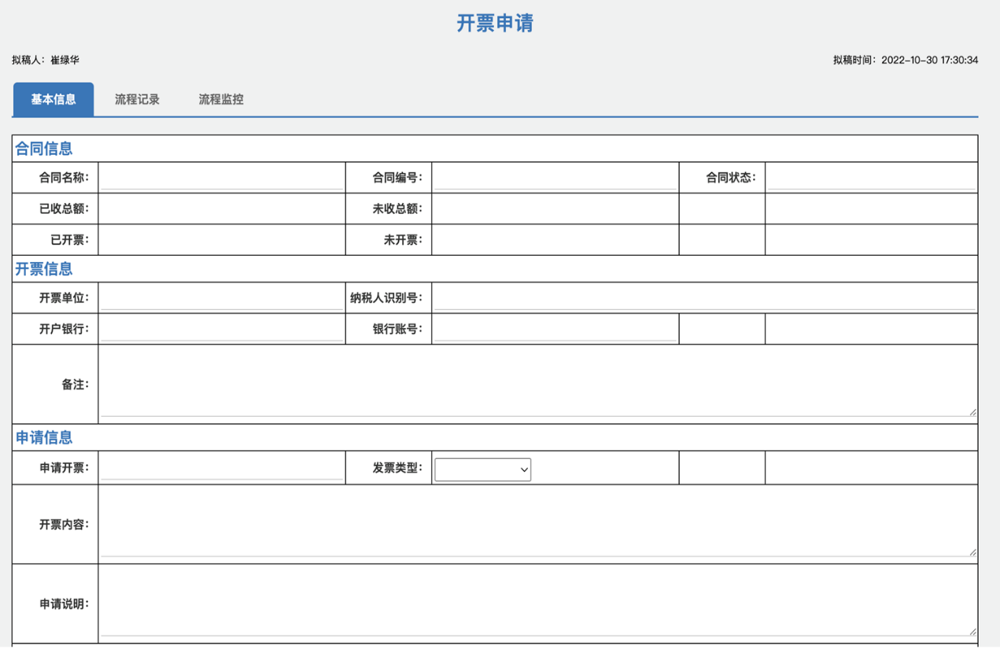 开票申请
拟稿人：崔绿华 拟稿时间：2022-10-30 17:30:34
基本信息 流程记录 流程监控
合同信息
合同名称： 合同编号： 合同状态：
已收总额： 未收总额：
已开票： 未开票：
开票信息
开票单位： 纳税人识别号：
开户银行： 银行账号：
备注：
申请信息
申请开票： 发票类型：
开票内容：
申请说明：